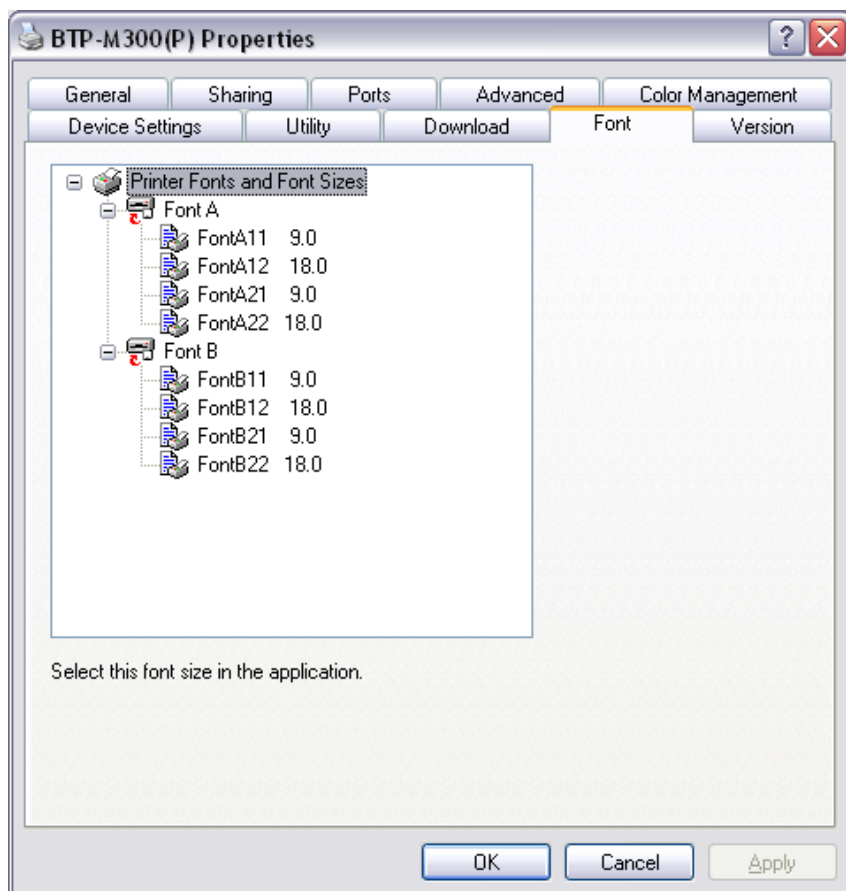 BTP-M300(P) Properties
General Sharing Ports Advanced Color Management
Device Settings Utility Download Font Version
Printer Fonts and Font Sizes
Font A
FontA11 9.0
FontA12 18.0
FontA21 9.0
FontA22 18.0
Font B
FontB11 9.0
FontB12 18.0
FontB21 9.0
FontB22 18.0
Select this font size in the application.
OK Cancel Apply